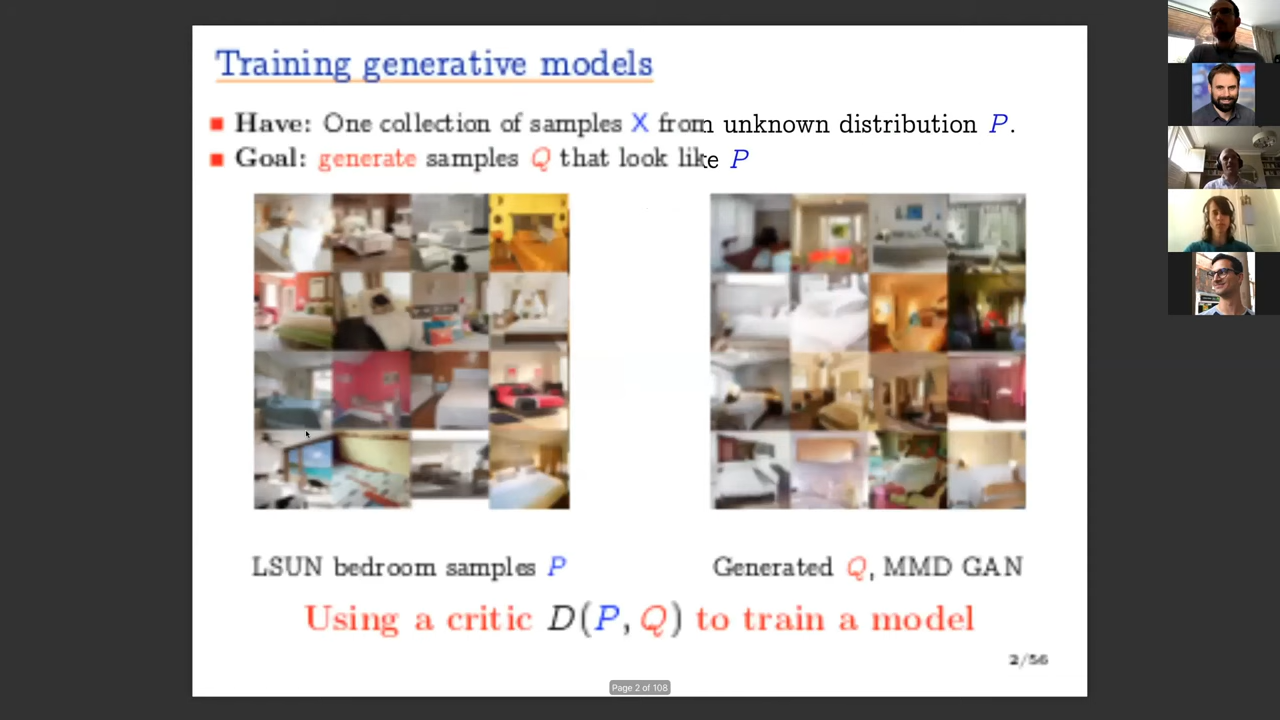 Training generative models
Have: One collection of samples X from unknown distribution P.
Goal: generate samples Q that look like P
LSUN bedroom samples P
Generated Q, MMD GAN
Using a critic D(P, Q) to train a model
2/56
Page 2 of 108